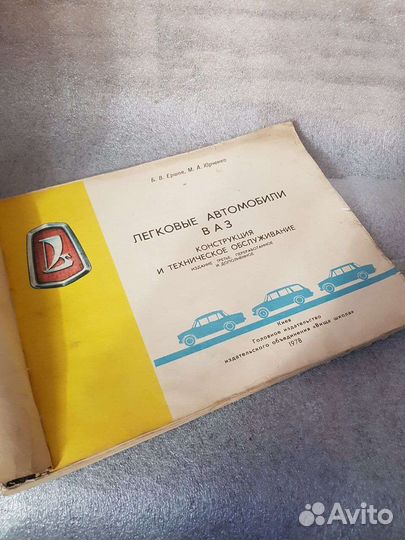 Б. В. Ершов, М. А. Юрченко
ЛЕГКОВЫЕ АВТОМОБИЛИ
ВАЗ
КОНСТРУКЦИЯ
И ТЕХНИЧЕСКОЕ ОБСЛУЖИВАНИЕ
ИЗДАНИЕ ТРЕТЬЕ, ПЕРЕРАБОТАННОЕ
И ДОПОЛНЕННОЕ
Киев
Головное издательство
издательского объединения «Вища школа»
1978
Avito